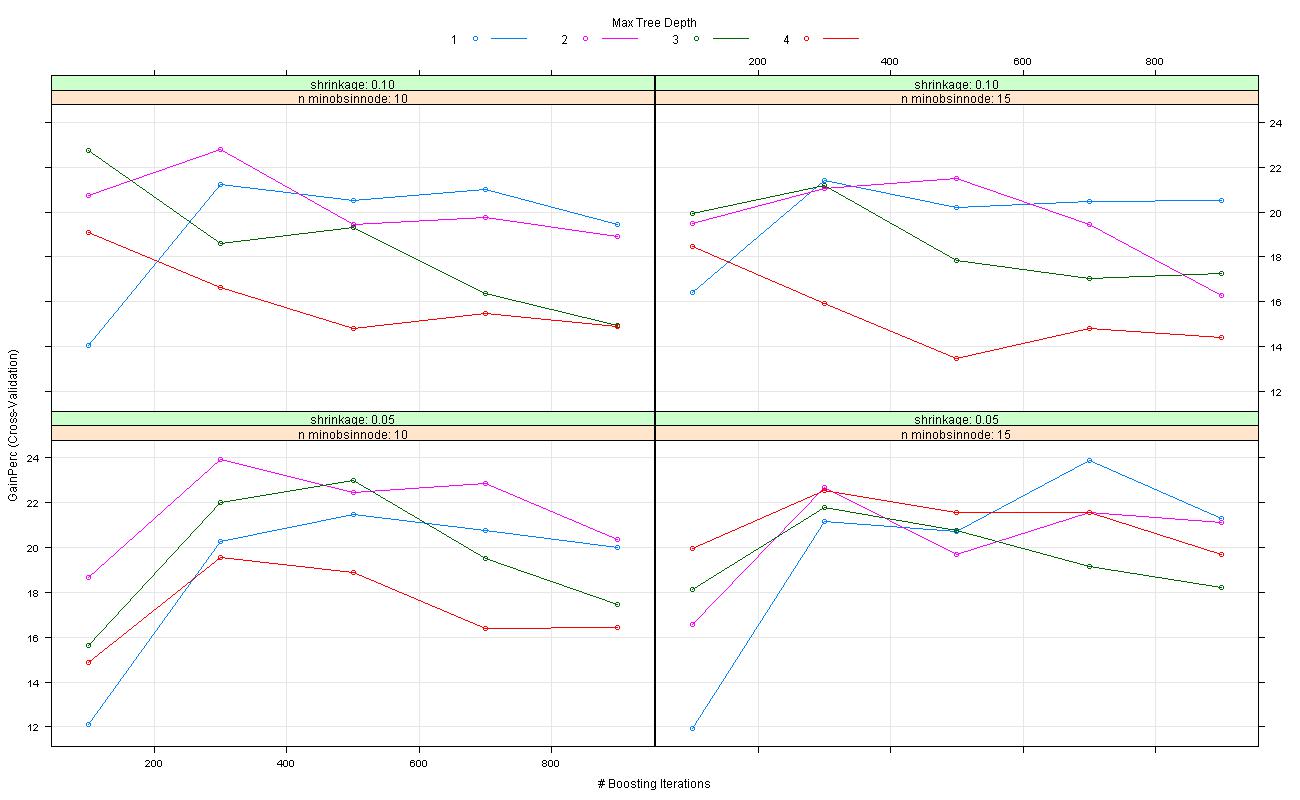 Max Tree Depth
1 2 3 4
200 400 600 800
shrinkage: 0.10 shrinkage: 0.10
n minobsinnode: 10 n minobsinnode: 15
24
22
20
18
16
14
12
shrinkage: 0.05 shrinkage: 0.05
n minobsinnode: 10 n minobsinnode: 15
GainPerc (Cross-Validation)
24
22
20
18
16
14
12
200 400 600 800
# Boosting Iterations